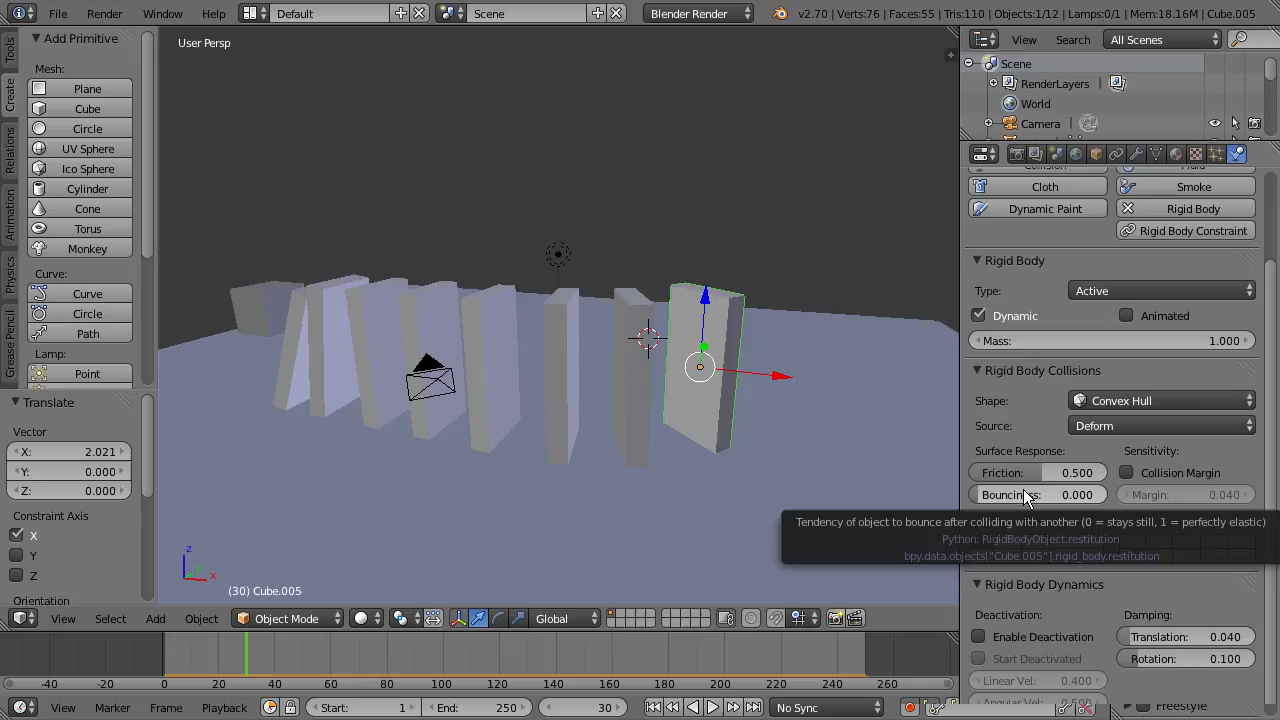 File Render Window Help Default Scene Blender Render v2.70 | Verts:76 | Faces:55 | Tris:110 | Objects:1/12 | Lamps:0/1 | Mem:18.16M | Cube.005
Tools
Create
Relations
Animation
Physics
Grease Pencil
Add Primitive
Mesh:
Plane
Cube
Circle
UV Sphere
Ico Sphere
Cylinder
Cone
Torus
Monkey
Curve:
Curve
Circle
Path
Lamp:
Point
Translate
Vector
X: 2.021
Y: 0.000
Z: 0.000
Constraint Axis
X
Y
Z
Orientation
User Persp
z
y
x
(30) Cube.005
View Select Add Object Object Mode Global
-40 -20 0 20 40 60 80 100 120 140 160 180 200 220 240 260
View Marker Frame Playback Start: 1 End: 250 30 No Sync
View Search All Scenes
Scene
RenderLayers
World
Camera
Cloth Smoke
Dynamic Paint Rigid Body
Rigid Body Constraint
Rigid Body
Type: Active
Dynamic Animated
Mass: 1.000
Rigid Body Collisions
Shape: Convex Hull
Source: Deform
Surface Response: Sensitivity:
Friction: 0.500 Collision Margin
0.000 Margin: 0.040
Tendency of object to bounce after colliding with another (0 = stays still, 1 = perfectly elastic)
Python: RigidBodyObject.restitution
bpy.data.objects["Cube.005"].rigid_body.restitution
Rigid Body Dynamics
Deactivation: Damping:
Enable Deactivation Translation: 0.040
Start Deactivated Rotation: 0.100
Linear Vel: 0.400
Freestyle